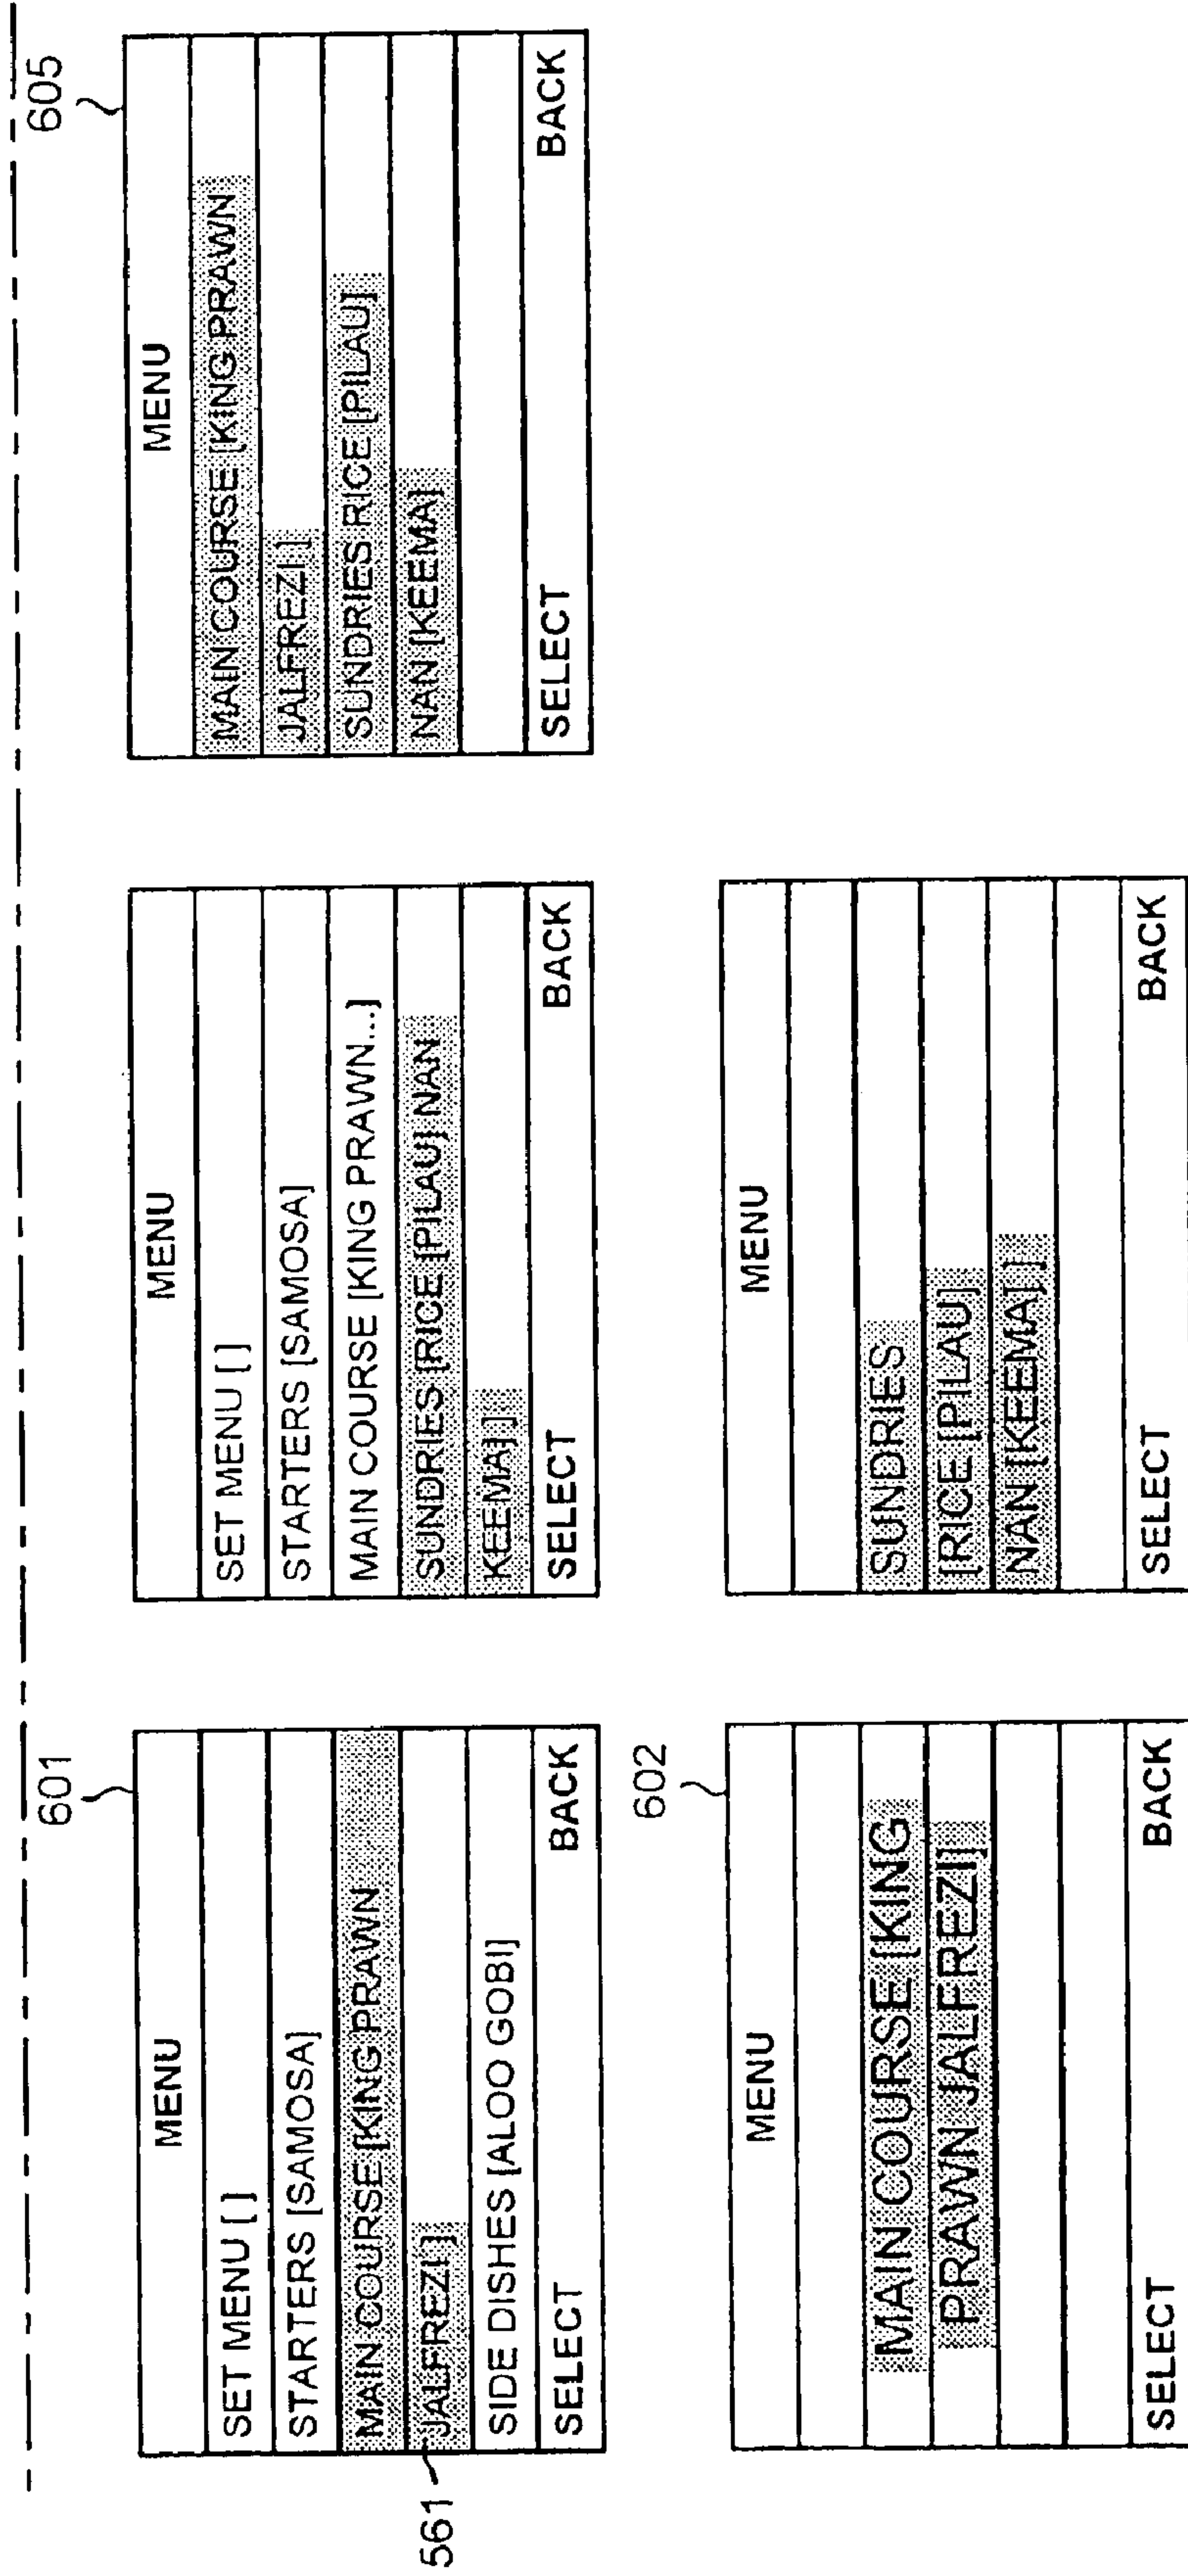 601
MENU
SET MENU [ ]
STARTERS [SAMOSA]
MAIN COURSE [KING PRAWN
JALFREZI ]
561
SIDE DISHES [ALOO GOBI]
SELECT BACK
MENU
SET MENU [ ]
STARTERS [SAMOSA]
MAIN COURSE [KING PRAWN...]
SUNDRIES [RICE [PILAU] NAN
KEEMA] ]
SELECT BACK
605
MENU
MAIN COURSE [KING PRAWN
JALFREZI ]
SUNDRIES RICE [PILAU]
NAN [KEEMA]
SELECT BACK
602
MENU
MAIN COURSE [KING
PRAWN JALFREZI]
SELECT BACK
MENU
SUNDRIES
[RICE [PILAU]
NAN [KEEMA] ]
SELECT BACK